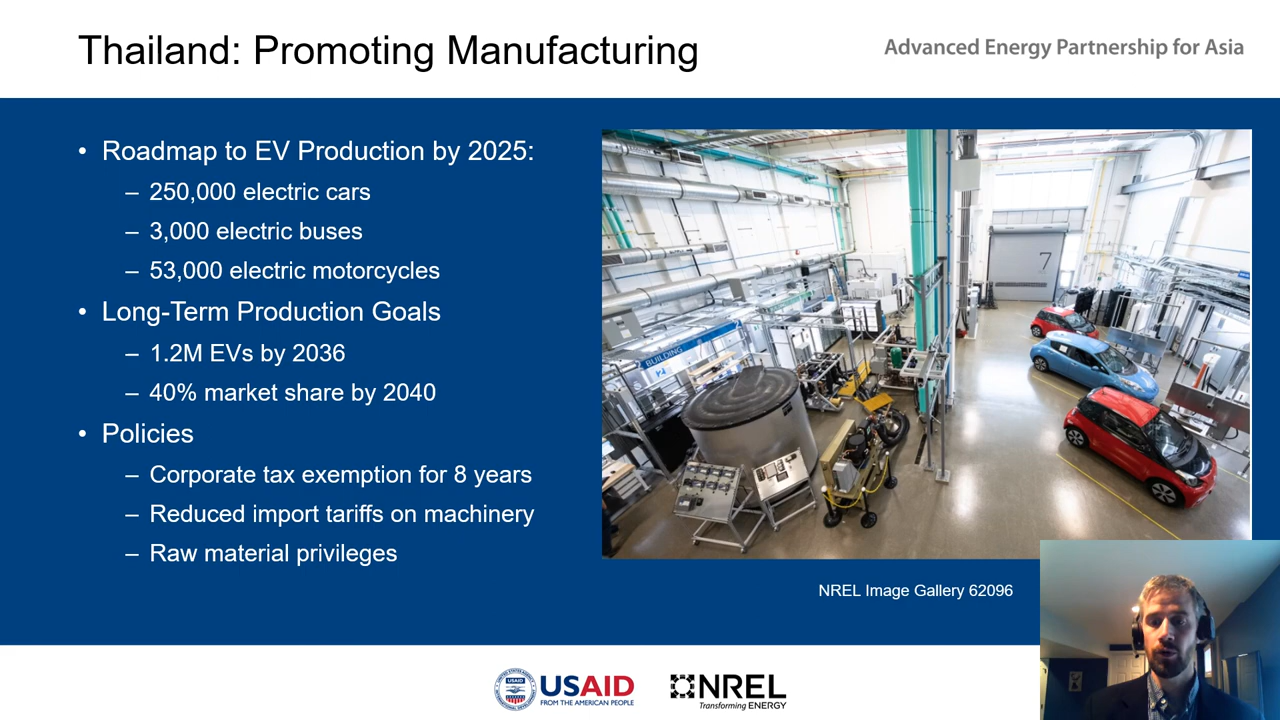 Thailand: Promoting Manufacturing
Advanced Energy Partnership for Asia
• Roadmap to EV Production by 2025:
– 250,000 electric cars
– 3,000 electric buses
– 53,000 electric motorcycles
• Long-Term Production Goals
– 1.2M EVs by 2036
– 40% market share by 2040
• Policies
– Corporate tax exemption for 8 years
– Reduced import tariffs on machinery
– Raw material privileges
7
BUILDING
NREL Image Gallery 62096
USAID
USAID
FROM THE AMERICAN PEOPLE
NREL
Transforming ENERGY